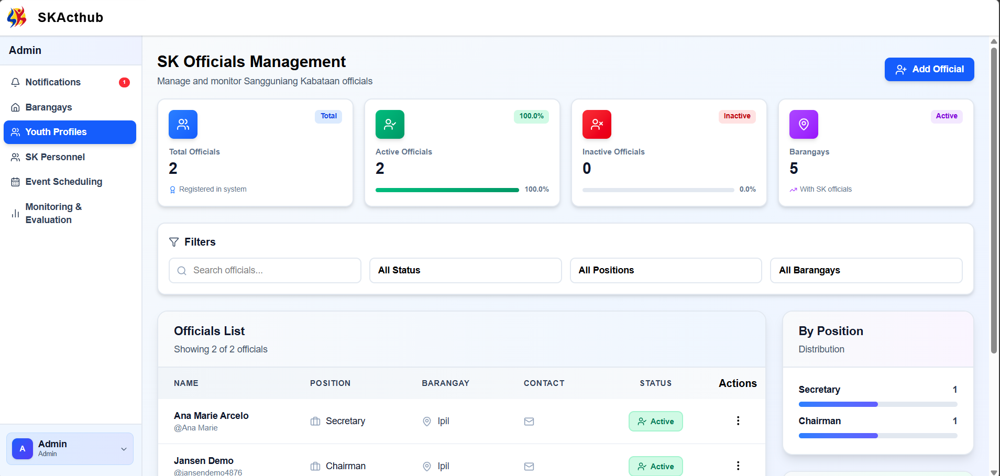 SKActhub
Admin
Notifications 1
Barangays
Youth Profiles
SK Personnel
Event Scheduling
Monitoring &
Evaluation
A
Admin
Admin
SK Officials Management
Manage and monitor Sangguniang Kabataan officials
Add Official
Total
Total Officials
2
Registered in system
100.0%
Active Officials
2
100.0%
Inactive
Inactive Officials
0
0.0%
Active
Barangays
5
With SK officials
Filters
Search officials...
All Status
All Positions
All Barangays
Officials List
Showing 2 of 2 officials
NAME POSITION BARANGAY CONTACT STATUS Actions
Ana Marie Arcelo
@Ana Marie
Secretary
Ipil
Active
Jansen Demo
@jansendemo4876
Chairman
Ipil
Active
By Position
Distribution
Secretary 1
Chairman 1